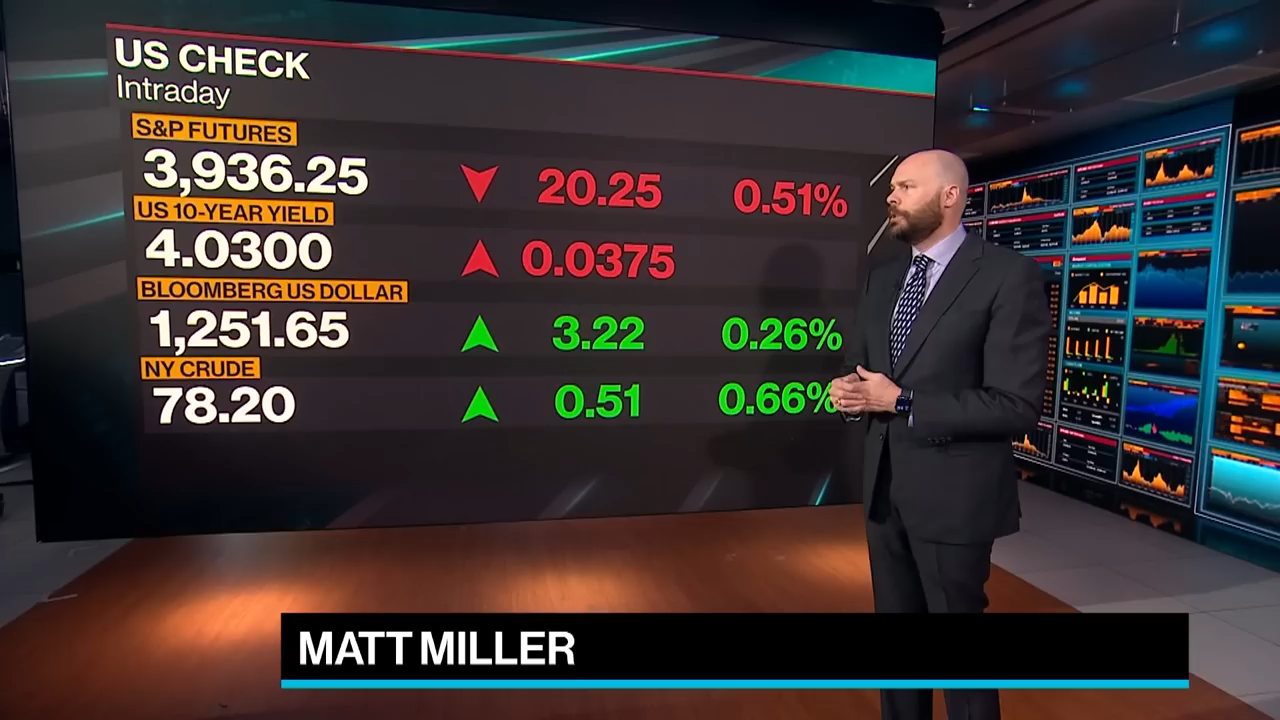 US CHECK
Intraday
S&P FUTURES
3,936.25 20.25 0.51%
US 10-YEAR YIELD
4.0300 0.0375
BLOOMBERG US DOLLAR
1,251.65 3.22 0.26%
NY CRUDE
78.20 0.51 0.66%
MATT MILLER